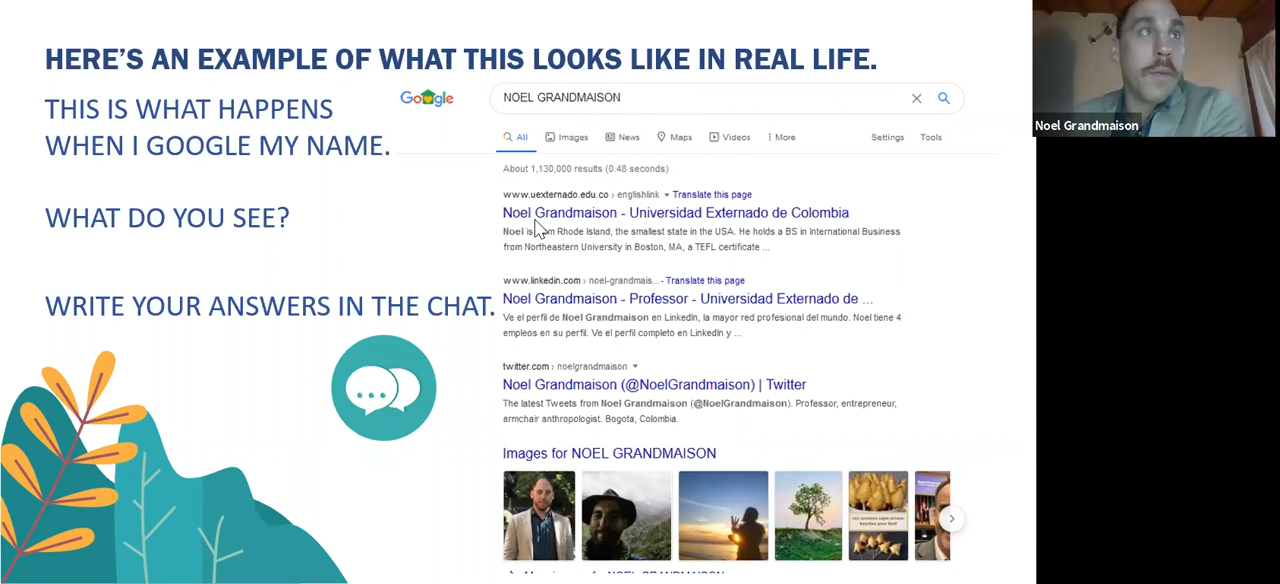 HERE'S AN EXAMPLE OF WHAT THIS LOOKS LIKE IN REAL LIFE.
THIS IS WHAT HAPPENS
WHEN I GOOGLE MY NAME.
WHAT DO YOU SEE?
WRITE YOUR ANSWERS IN THE CHAT.
Google
NOEL GRANDMAISON
All Images News Maps Videos More Settings Tools
About 1,130,000 results (0.48 seconds)
www.uexternado.edu.co › englishlink Translate this page
Noel Grandmaison - Universidad Externado de Colombia
Noel is Rhode Island, the smallest state in the USA. He holds a BS in International Business
from Northeastern University in Boston, MA, a TEFL certificate ...
www.linkedin.com › noel-grandmais... - Translate this page
Noel Grandmaison - Professor - Universidad Externado de ...
Ve el perfil de Noel Grandmaison en LinkedIn, la mayor red profesional del mundo. Noel tiene 4
empleos en su perfil. Ve el perfil completo en LinkedIn y ...
twitter.com › noelgrandmaison
Noel Grandmaison (@NoelGrandmaison) | Twitter
The latest Tweets from Noel Grandmaison (@NoelGrandmaison). Professor, entrepreneur,
armchair anthropologist. Bogota, Colombia.
Images for NOEL GRANDMAISON
Noel Grandmaison